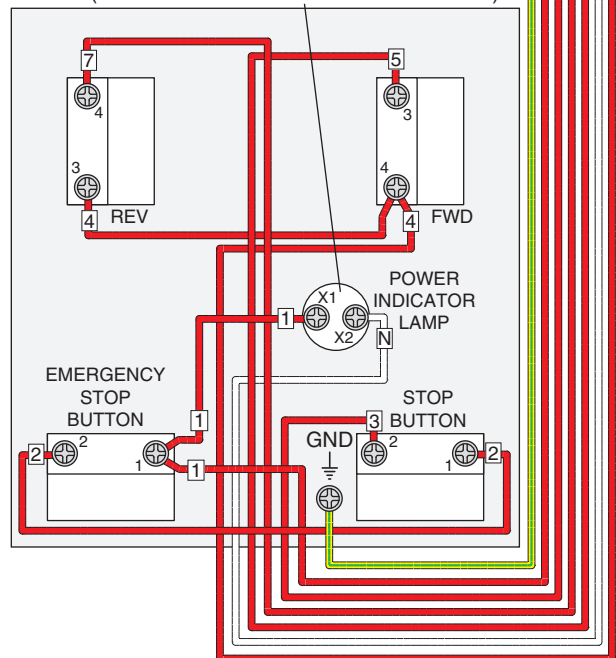 (
)
7
5
4
3
3
4
4
REV
4
FWD
POWER
INDICATOR
LAMP
X1
1
X2
N
EMERGENCY
STOP
BUTTON
1
STOP
BUTTON
3
GND
2
2
1
1
2
1
2